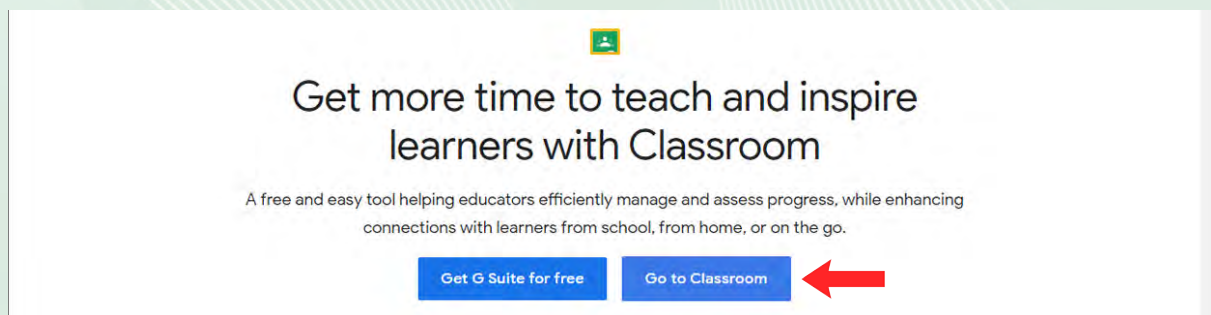 Get more time to teach and inspire
learners with Classroom
A free and easy tool helping educators efficiently manage and assess progress, while enhancing
connections with learners from school, from home, or on the go.
Get G Suite for free
Go to Classroom